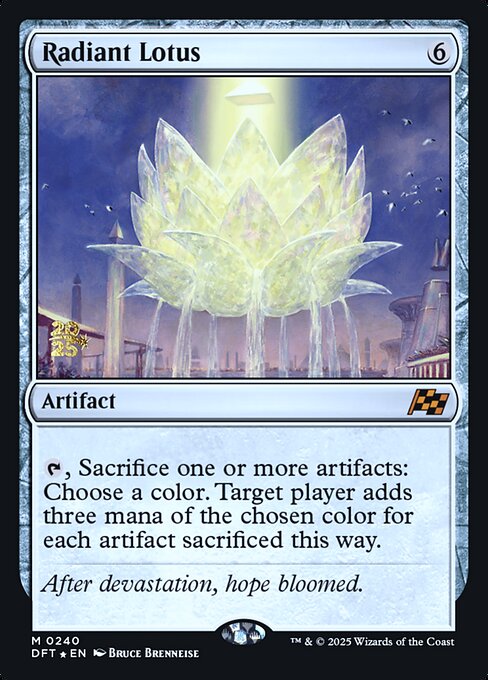 Radiant Lotus 6
2025
Artifact
, Sacrifice one or more artifacts:
Choose a color. Target player adds
three mana of the chosen color for
each artifact sacrificed this way.
After devastation, hope bloomed.
M 0240
DFT ★ EN Bruce Brenneise
™ & © 2025 Wizards of the Coast